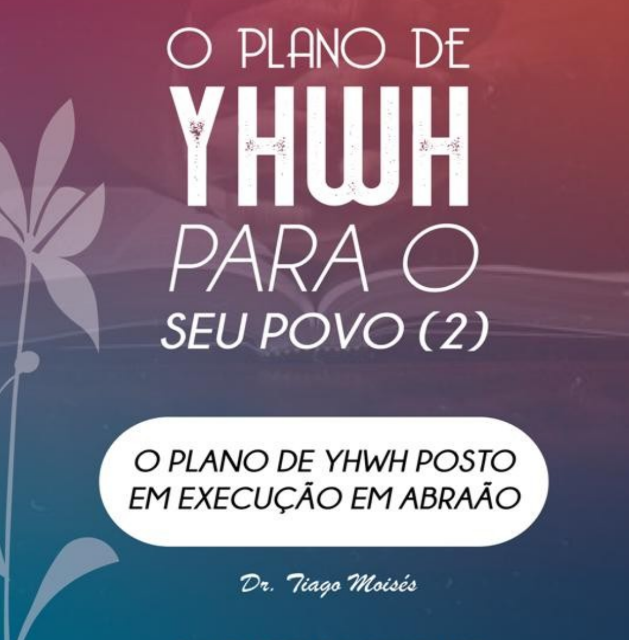 O PLANO DE
YHWH
PARA O
SEU POVO (2)
O PLANO DE YHWH POSTO
EM EXECUÇÃO EM ABRAÃO
Dr. Tiago Moisés